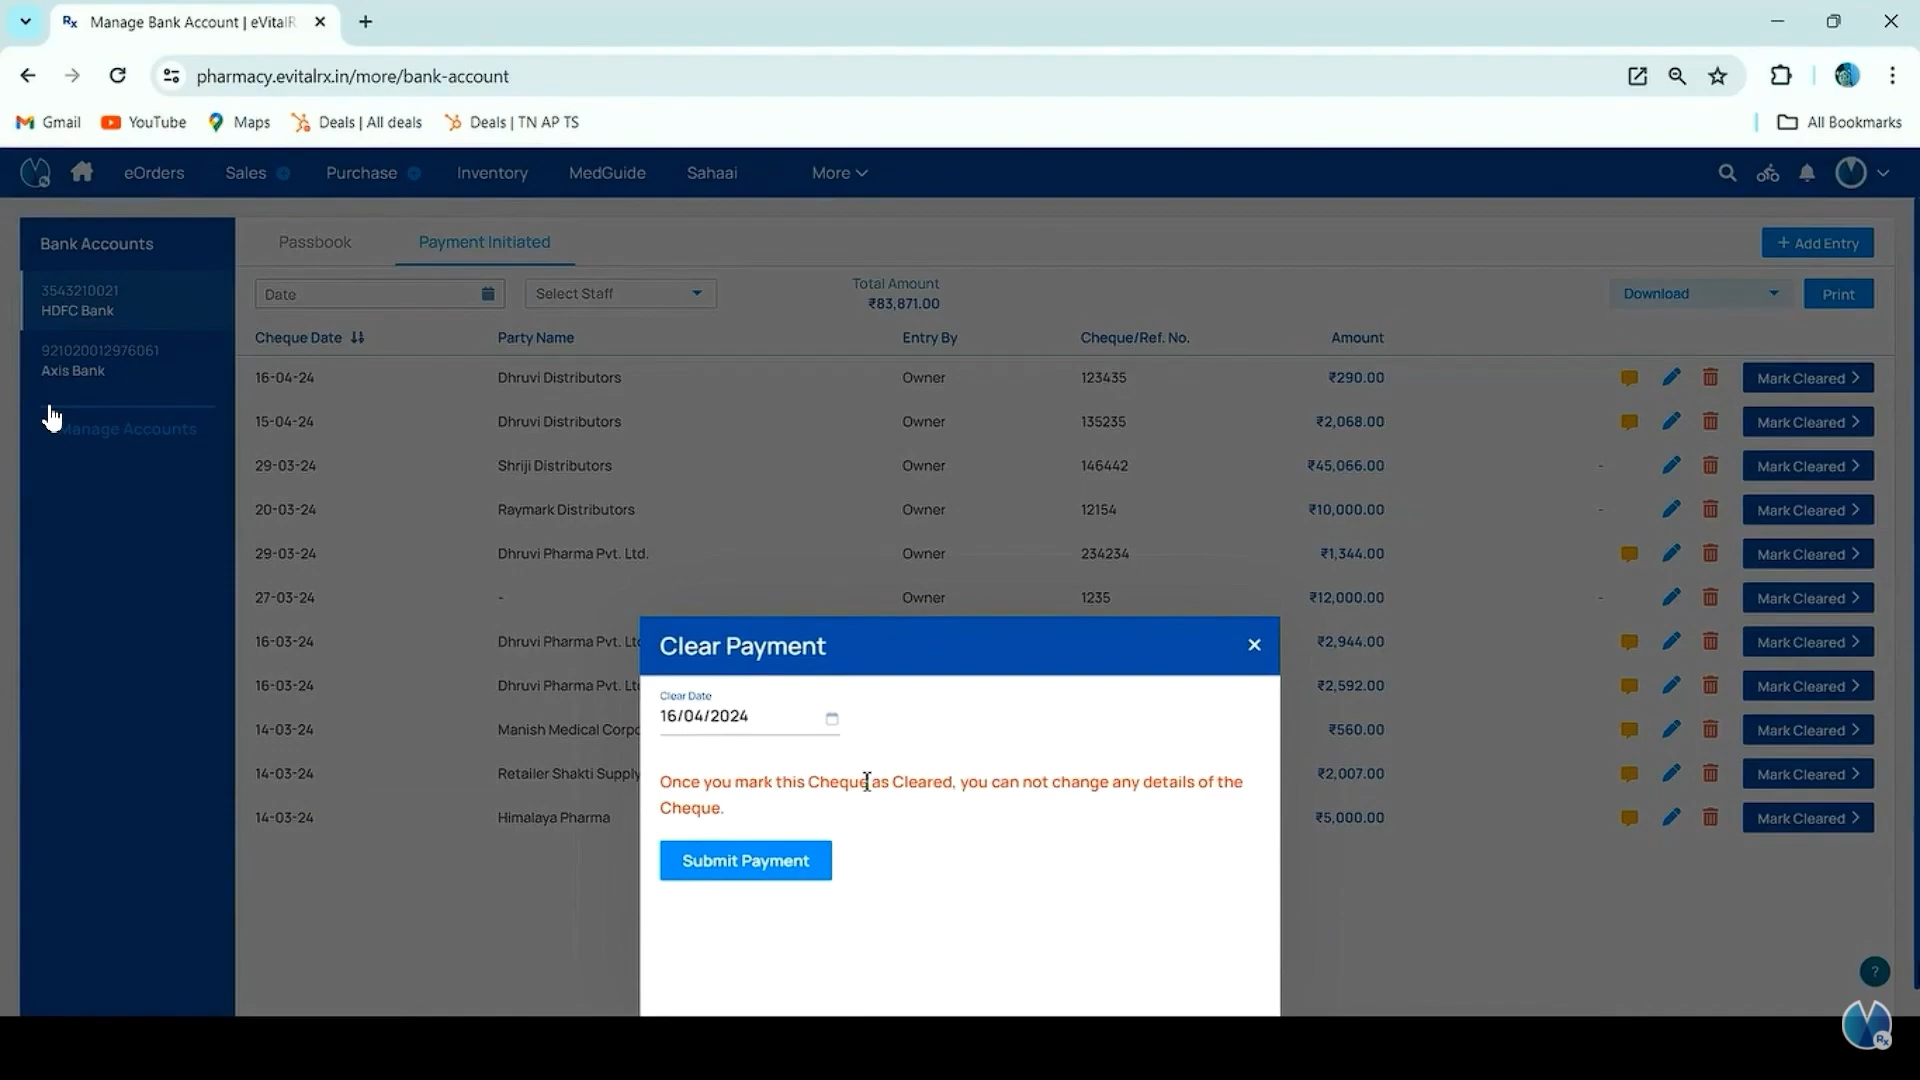 Rx Manage Bank Account | eVitalR
pharmacy.evitalrx.in/more/bank-account
Gmail YouTube Maps Deals | All deals Deals | TN AP TS All Bookmarks
eOrders Sales Purchase Inventory MedGuide Sahaai More
Bank Accounts
3543210021
HDFC Bank
921020012976061
Axis Bank
Manage Accounts
Passbook Payment Initiated + Add Entry
Date Select Staff Total Amount Download Print
₹83,871.00
Cheque Date Party Name Entry By Cheque/Ref. No. Amount
16-04-24 Dhruvi Distributors Owner 123435 ₹290.00 Mark Cleared
15-04-24 Dhruvi Distributors Owner 135235 ₹2,068.00 Mark Cleared
29-03-24 Shriji Distributors Owner 146442 ₹45,066.00 - Mark Cleared
20-03-24 Raymark Distributors Owner 12154 ₹10,000.00 - Mark Cleared
29-03-24 Dhruvi Pharma Pvt. Ltd. Owner 234234 ₹1,344.00 Mark Cleared
27-03-24 - Owner 1235 ₹12,000.00 - Mark Cleared
16-03-24 Dhruvi Pharma Pvt. Ltd ₹2,944.00 Mark Cleared
16-03-24 Dhruvi Pharma Pvt. Ltd ₹2,592.00 Mark Cleared
14-03-24 Manish Medical Corpo ₹560.00 Mark Cleared
14-03-24 Retailer Shakti Supply ₹2,007.00 Mark Cleared
14-03-24 Himalaya Pharma ₹5,000.00 Mark Cleared
Clear Payment
Clear Date
16/04/2024
Once you mark this Cheque as Cleared, you can not change any details of the
Cheque.
Submit Payment
?
Rx